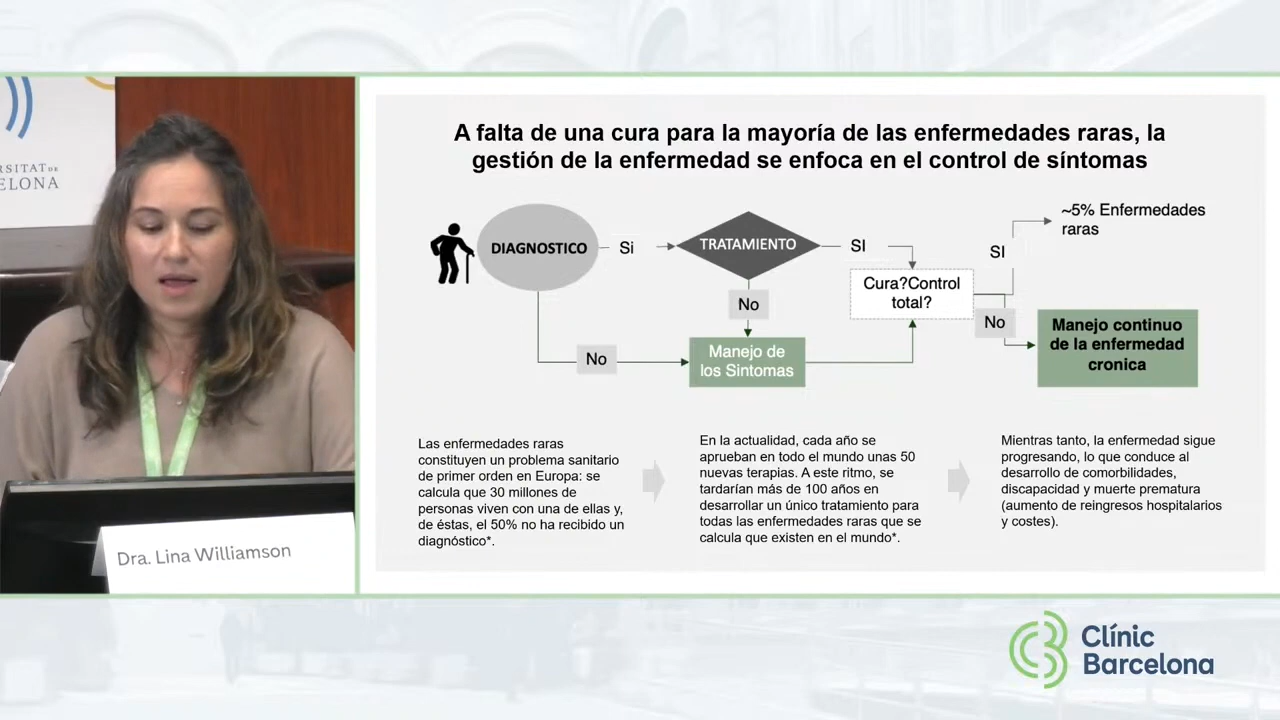 RSITAT DE
ELONA
Dra. Lina Williamson
A falta de una cura para la mayoría de las enfermedades raras, la
gestión de la enfermedad se enfoca en el control de síntomas
DIAGNOSTICO
Si
TRATAMIENTO
SI
Cura?Control
total?
SI
~5% Enfermedades
raras
No
No
Manejo continuo
de la enfermedad
cronica
No
Manejo de
los Sintomas
Las enfermedades raras
constituyen un problema sanitario
de primer orden en Europa: se
calcula que 30 millones de
personas viven con una de ellas y,
de éstas, el 50% no ha recibido un
diagnóstico*.
En la actualidad, cada año se
aprueban en todo el mundo unas 50
nuevas terapias. A este ritmo, se
tardarían más de 100 años en
desarrollar un único tratamiento para
todas las enfermedades raras que se
calcula que existen en el mundo*.
Mientras tanto, la enfermedad sigue
progresando, lo que conduce al
desarrollo de comorbilidades,
discapacidad y muerte prematura
(aumento de reingresos hospitalarios
y costes).
Clínic
Barcelona